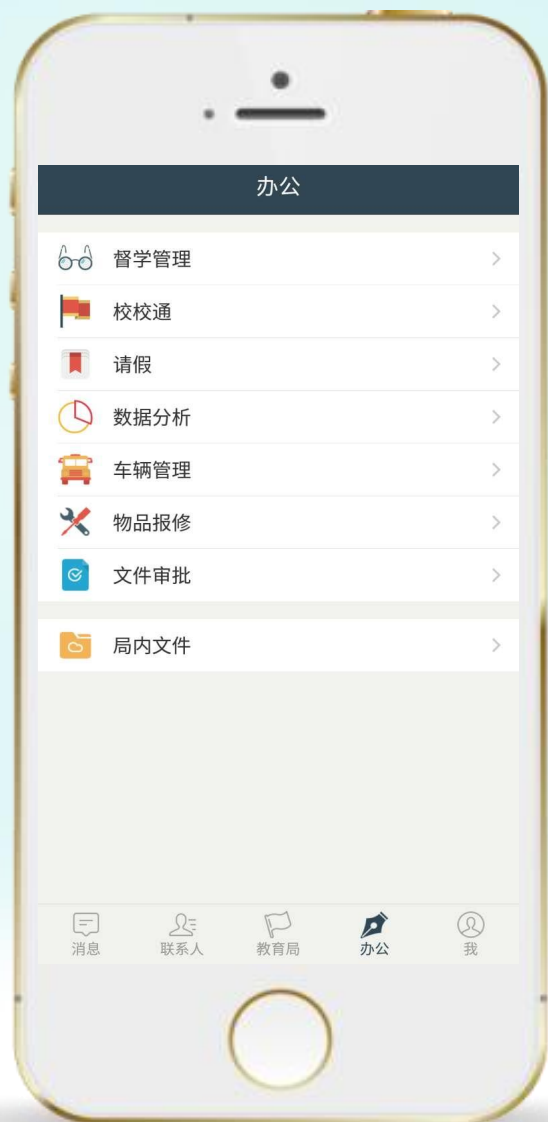 办公
督学管理
校校通
请假
数据分析
车辆管理
物品报修
文件审批
局内文件
消息
联系人
教育局
办公
我